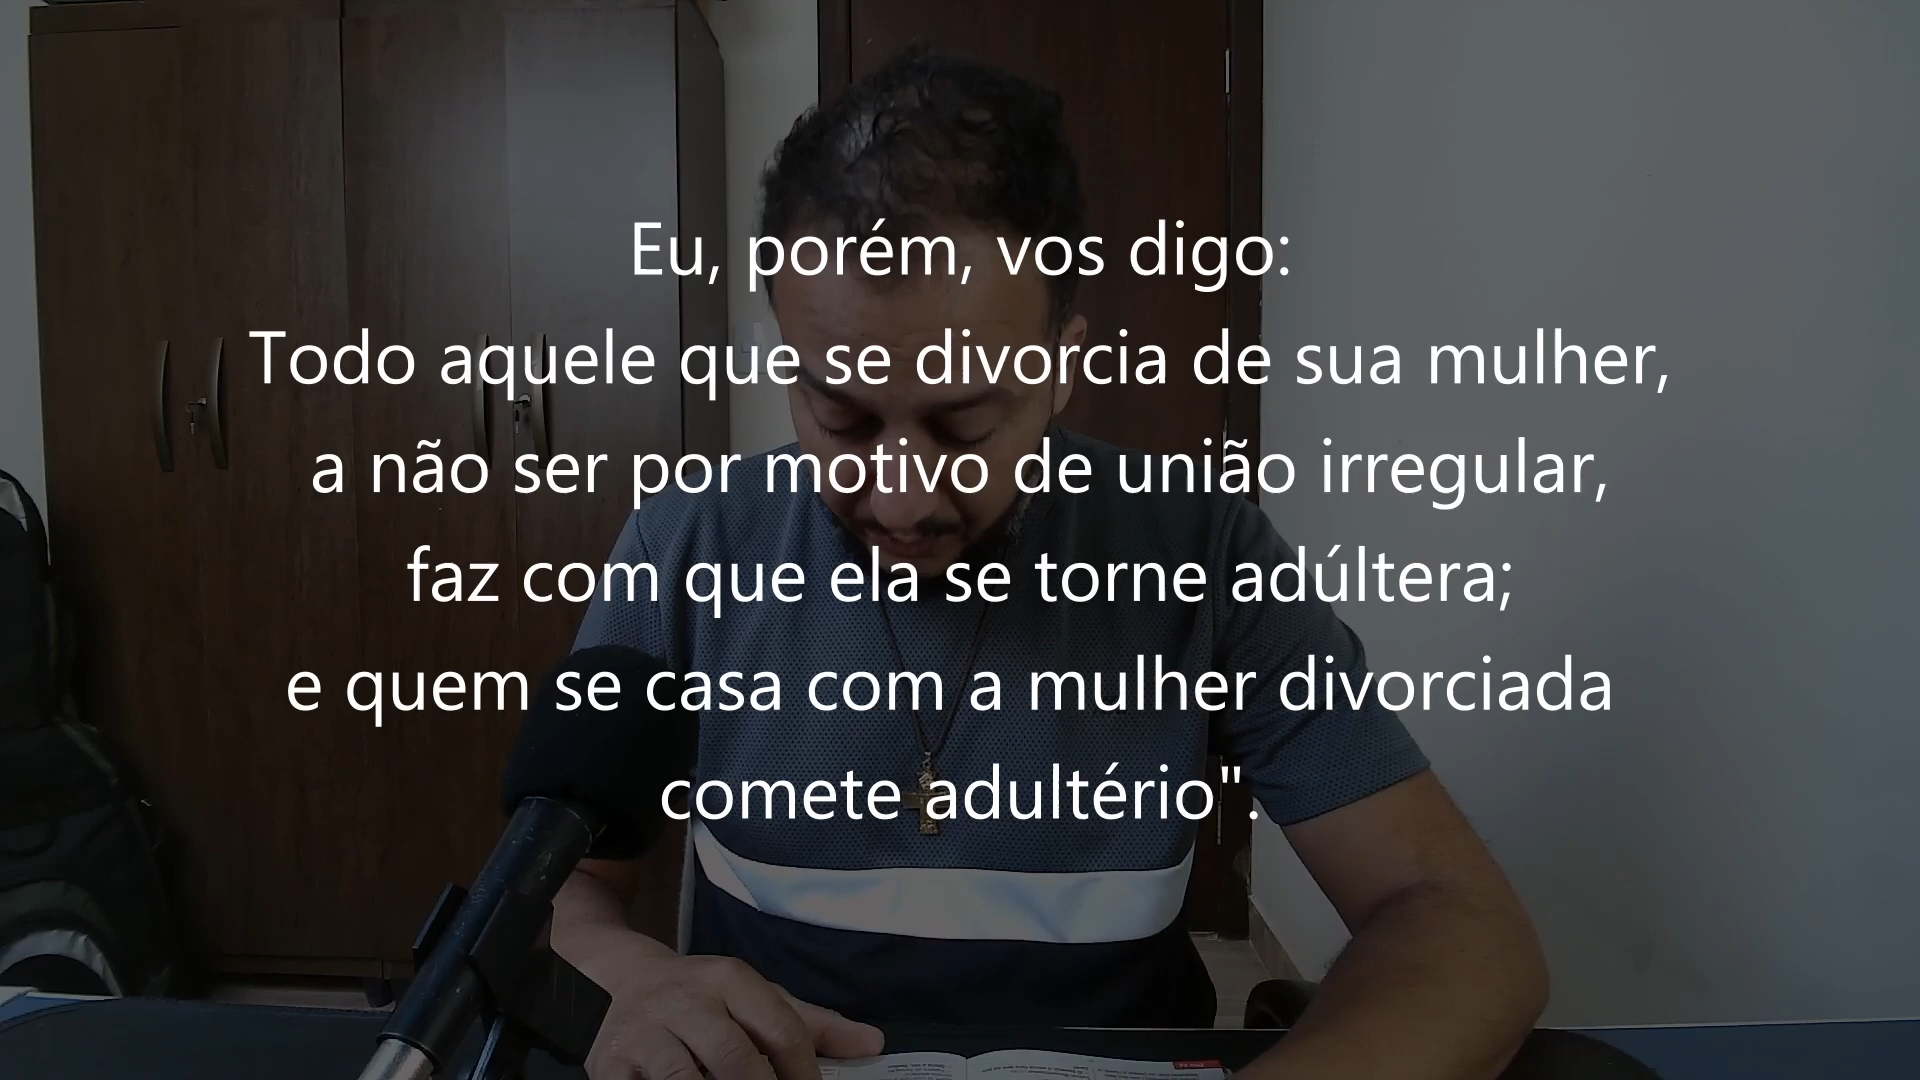 Eu, porém, vos digo:
Todo aquele que se divorcia de sua mulher,
a não ser por motivo de união irregular,
faz com que ela se torne adúltera;
e quem se casa com a mulher divorciada
comete adultério".